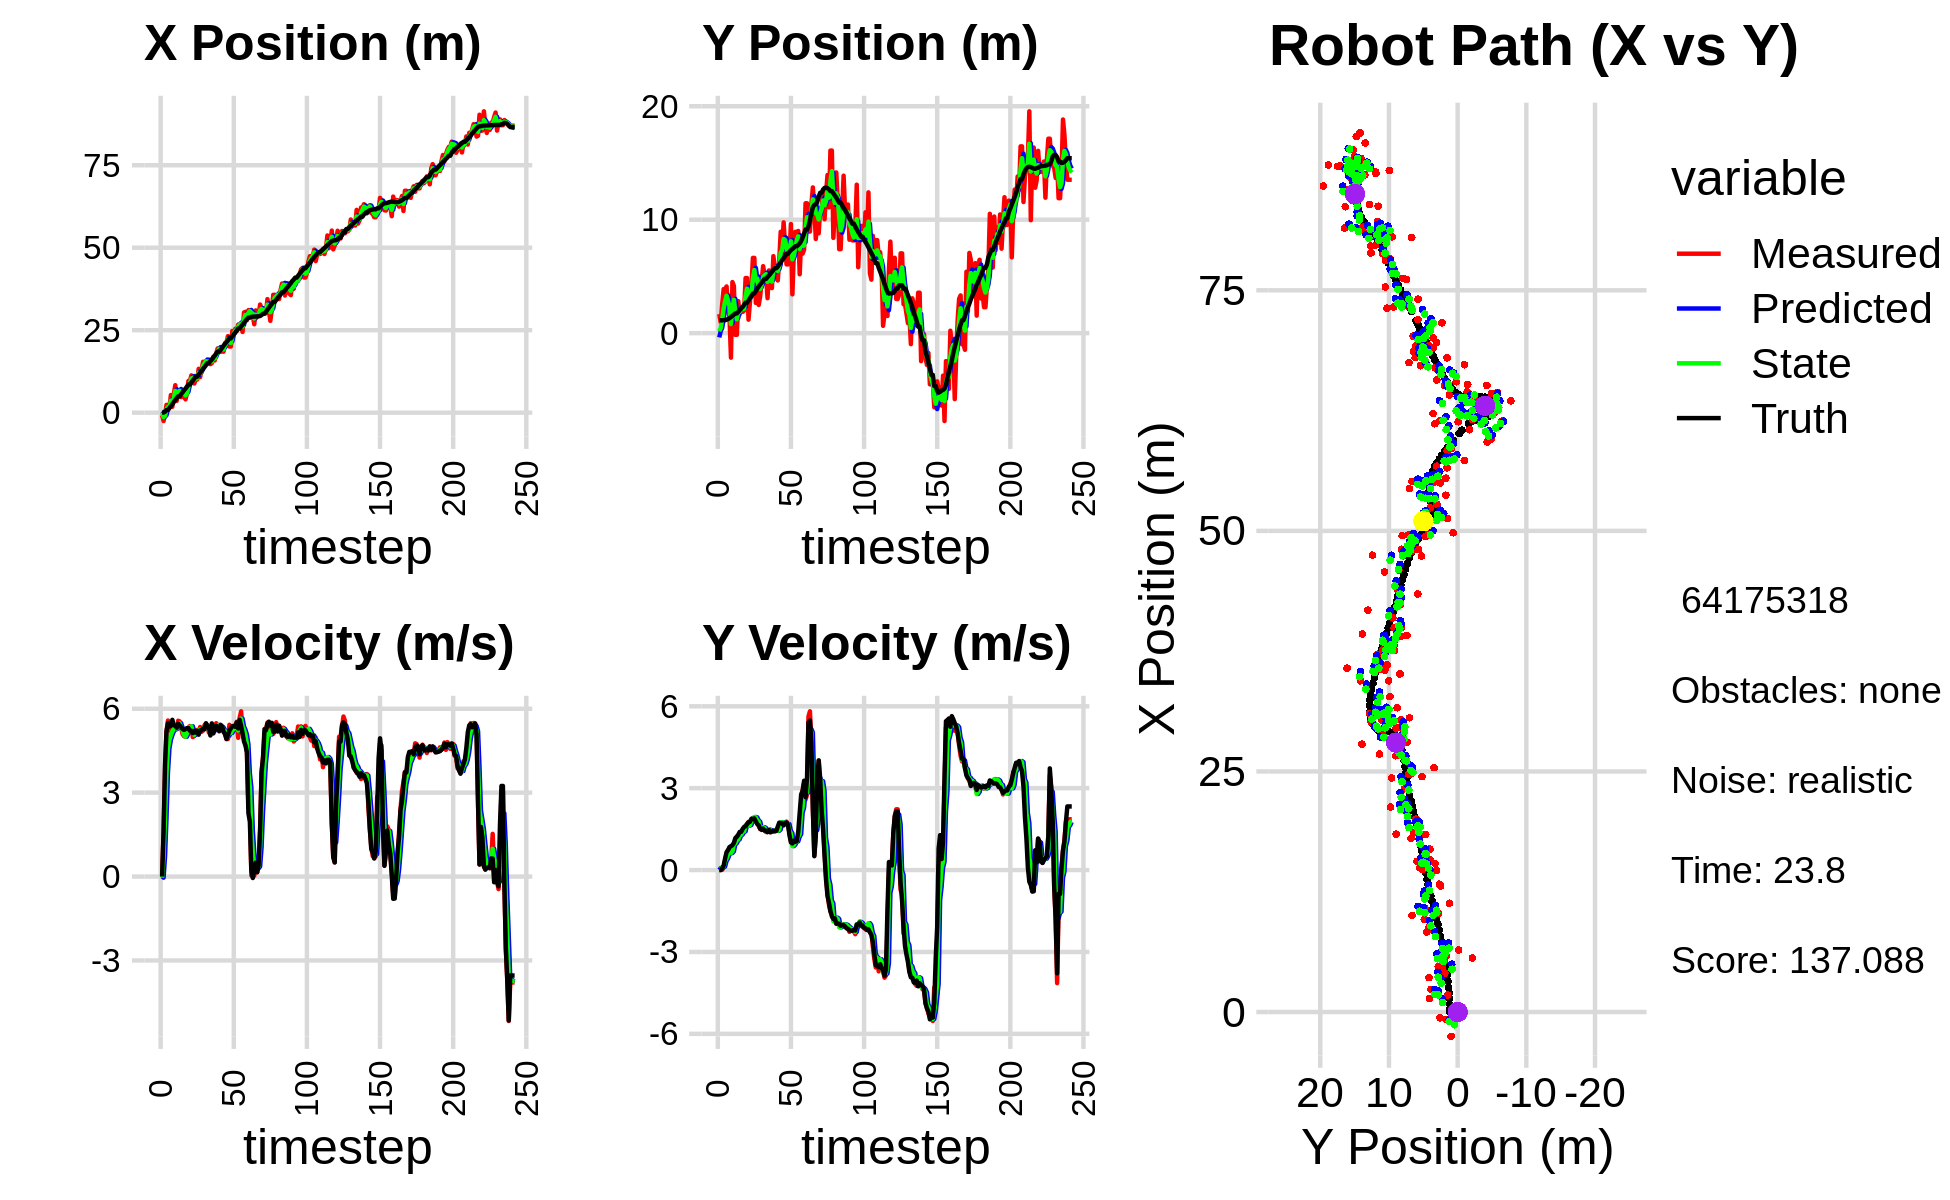 X Position (m)
75
50
25
0
0 50 100 150 200 250
timestep
Y Position (m)
20
10
0
0 50 100 150 200 250
timestep
X Velocity (m/s)
6
3
0
-3
0 50 100 150 200 250
timestep
Y Velocity (m/s)
6
3
0
-3
-6
0 50 100 150 200 250
timestep
Robot Path (X vs Y)
X Position (m)
75
50
25
0
20 10 0 -10 -20
Y Position (m)
variable
Measured
Predicted
State
Truth
64175318
Obstacles: none
Noise: realistic
Time: 23.8
Score: 137.088